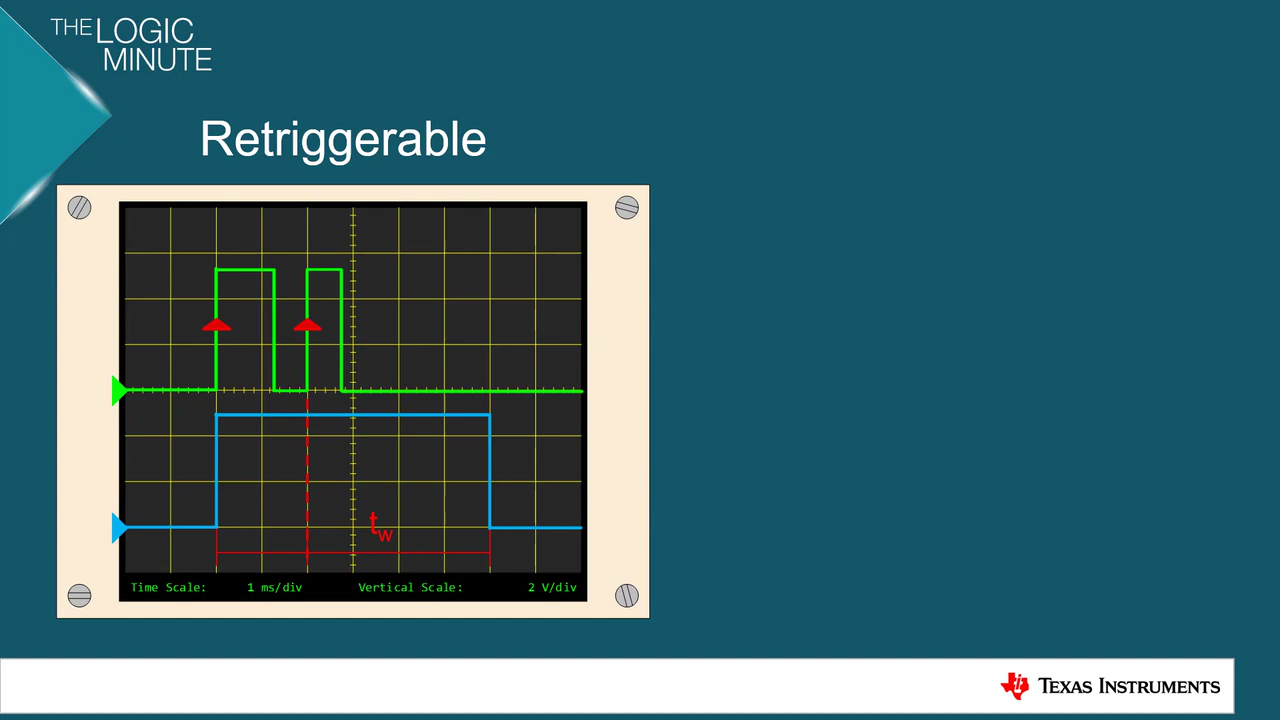 THE LOGIC
MINUTE
Retriggerable
tw
Time Scale: 1 ms/div Vertical Scale: 2 V/div
TEXAS INSTRUMENTS